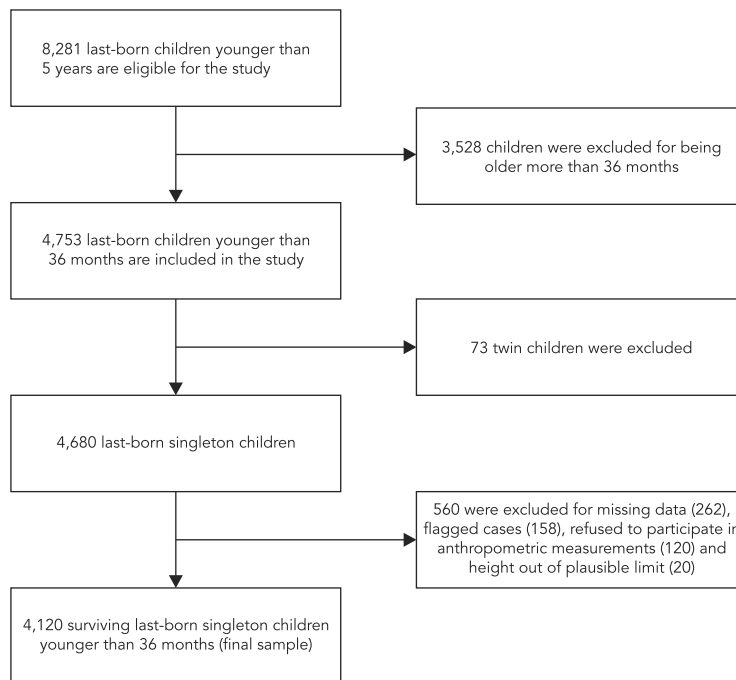 8,281 last-born children younger than
5 years are eligible for the study
3,528 children were excluded for being
older more than 36 months
4,753 last-born children younger than
36 months are included in the study
73 twin children were excluded
4,680 last-born singleton children
560 were excluded for missing data (262),
flagged cases (158), refused to participate in
anthropometric measurements (120) and
height out of plausible limit (20)
4,120 surviving last-born singleton children
younger than 36 months (final sample)